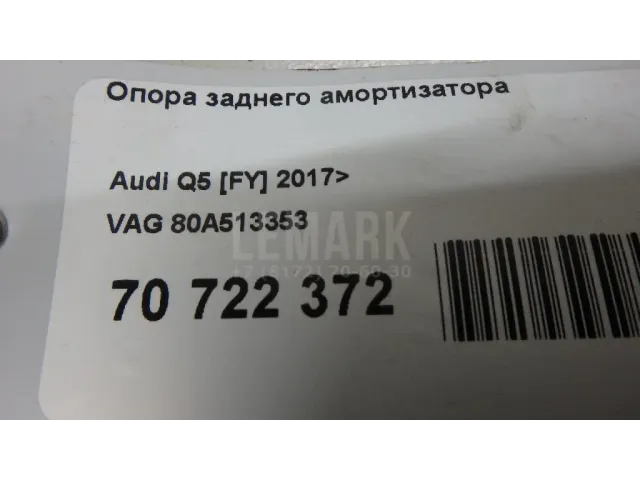 Опора заднего амортизатора
Audi Q5 [FY] 2017>
VAG 80A513353
LEMARK
70 722 372